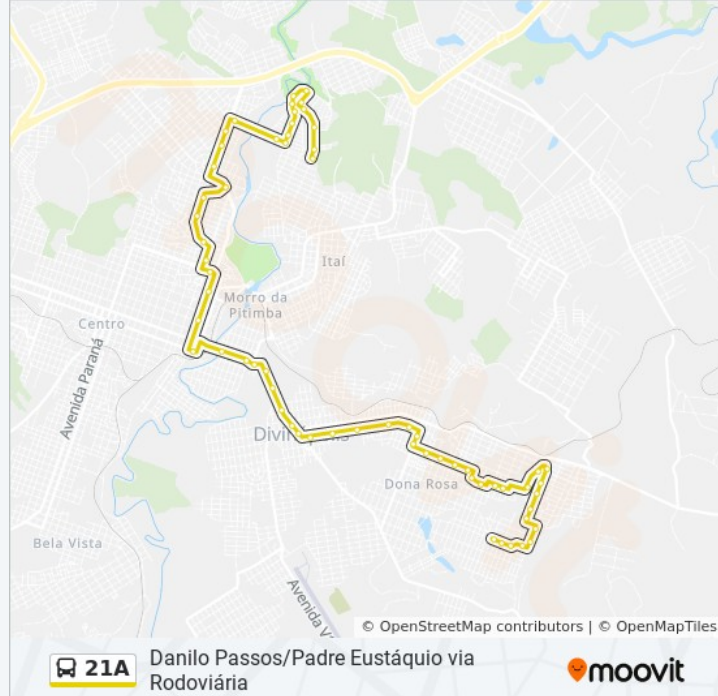 Itaí
Morro da
Pitimba
Centro
Avenida Paraná
Dona Rosa
Bela Vista
© OpenStreetMap contributors | © OpenMapTiles
21A
Danilo Passos/Padre Eustáquio via
Rodoviária
moovit